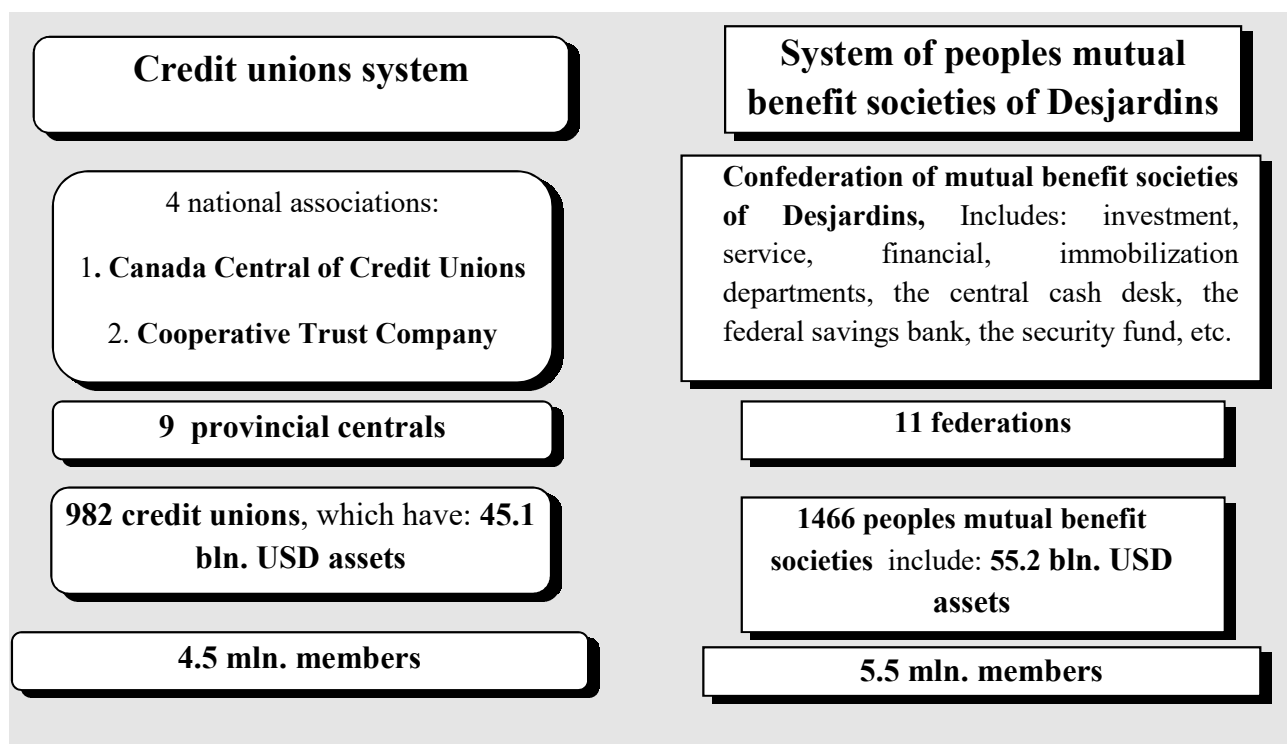 Credit unions system
4 national associations:
1. Canada Central of Credit Unions
2. Cooperative Trust Company
9 provincial centrals
982 credit unions, which have: 45.1
bln. USD assets
4.5 mln. members
System of peoples mutual
benefit societies of Desjardins
Confederation of mutual benefit societies
of Desjardins, Includes: investment,
service, financial, immobilization
departments, the central cash desk, the
federal savings bank, the security fund, etc.
11 federations
1466 peoples mutual benefit
societies include: 55.2 bln. USD
assets
5.5 mln. members